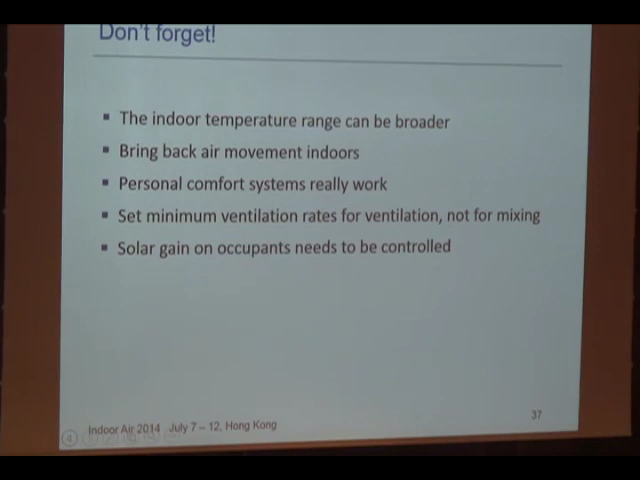 Don't forget!
The indoor temperature range can be broader
Bring back air movement indoors
Personal comfort systems really work
Set minimum ventilation rates for ventilation, not for mixing
Solar gain on occupants needs to be controlled
37
Indoor Air 2014 July 7 – 12, Hong Kong